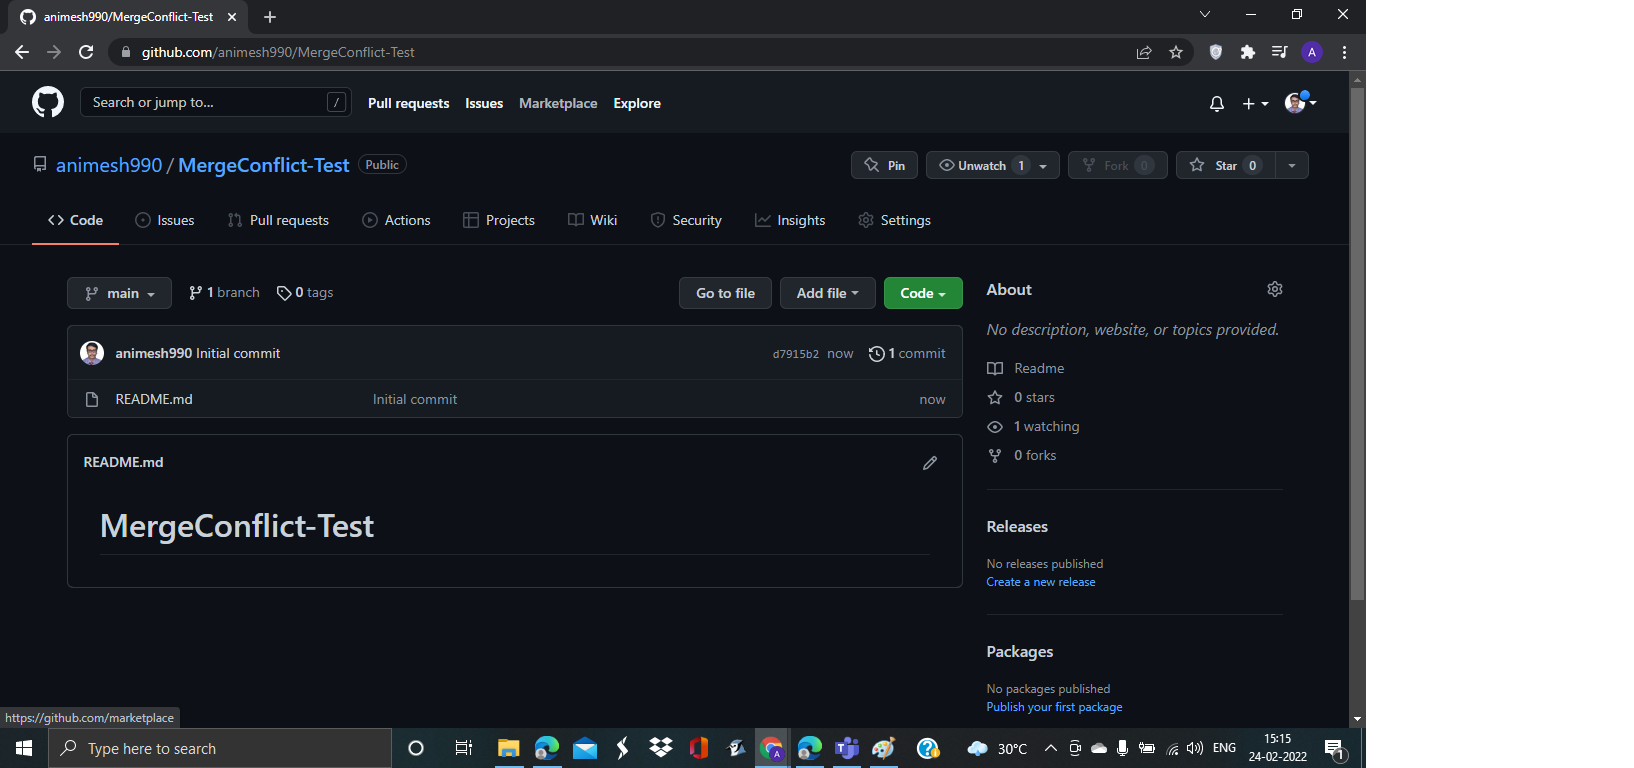 animesh990/MergeConflict-Test
github.com/animesh990/MergeConflict-Test
A
Search or jump to...
/
Pull requests
Issues
Marketplace
Explore
animesh990 / MergeConflict-Test
Public
Pin
Unwatch 1
Fork 0
Star 0
Code
Issues
Pull requests
Actions
Projects
Wiki
Security
Insights
Settings
main
1 branch
0 tags
Go to file
Add file
Code
About
No description, website, or topics provided.
animesh990 Initial commit
d7915b2 now
1 commit
README.md
Initial commit
now
Readme
0 stars
1 watching
0 forks
README.md
MergeConflict-Test
Releases
No releases published
Create a new release
Packages
No packages published
Publish your first package
https://github.com/marketplace
Type here to search
30°C
ENG
15:15
24-02-2022
1